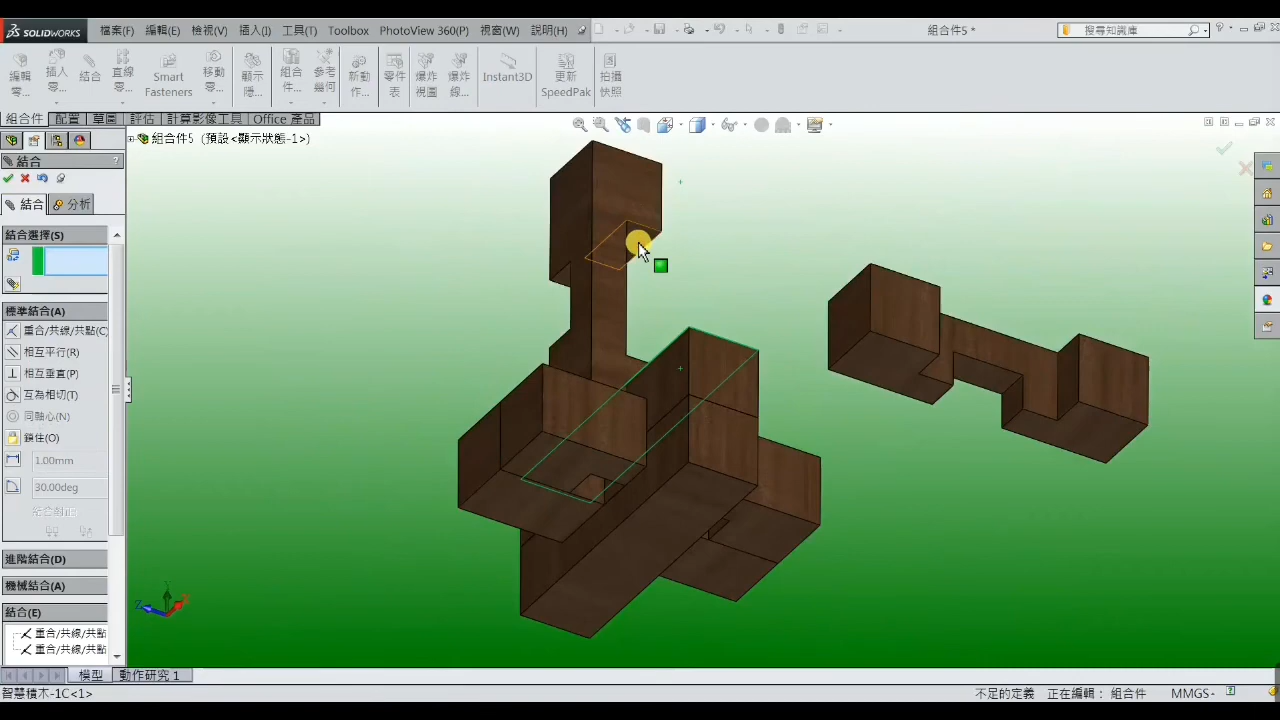 SOLIDWORKS 檔案(F) 編輯(E) 檢視(V) 插入(I) 工具(T) Toolbox PhotoView 360(P) 視窗(W) 說明(H) 組合件5 * 搜尋知識庫
編輯零... 插入零... 結合 直線零... Smart Fasteners 移動零... 顯示隱... 組合件... 參考幾何 新動作... 零件表 爆炸視圖 爆炸線... Instant3D 更新 SpeedPak 拍攝快照
組合件 配置 草圖 評估 計算影像工具 Office 產品
組合件5 (預設<顯示狀態-1>)
結合 ?
結合 分析
結合選擇(S)
標準結合(A)
重合/共線/共點(C)
相互平行(R)
相互垂直(P)
互為相切(T)
同軸心(N)
鎖住(O)
1.00mm
30.00deg
結合對正:
進階結合(D)
機械結合(A)
結合(E)
重合/共線/共點
重合/共線/共點
模型 動作研究 1
智慧積木-1C<1> 不足的定義 正在編輯: 組合件 MMGS